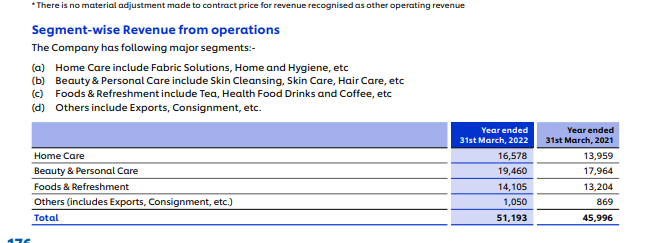 * There is no material adjustment made to contract price for revenue recognised as other operating revenue
Segment-wise Revenue from operations
The Company has following major segments:-
(a) Home Care include Fabric Solutions, Home and Hygiene, etc
(b) Beauty & Personal Care include Skin Cleansing, Skin Care, Hair Care, etc
(c) Foods & Refreshment include Tea, Health Food Drinks and Coffee, etc
(d) Others include Exports, Consignment, etc.
Year ended 31st March, 2022 Year ended 31st March, 2021
Home Care 16,578 13,959
Beauty & Personal Care 19,460 17,964
Foods & Refreshment 14,105 13,204
Others (includes Exports, Consignment, etc.) 1,050 869
Total 51,193 45,996